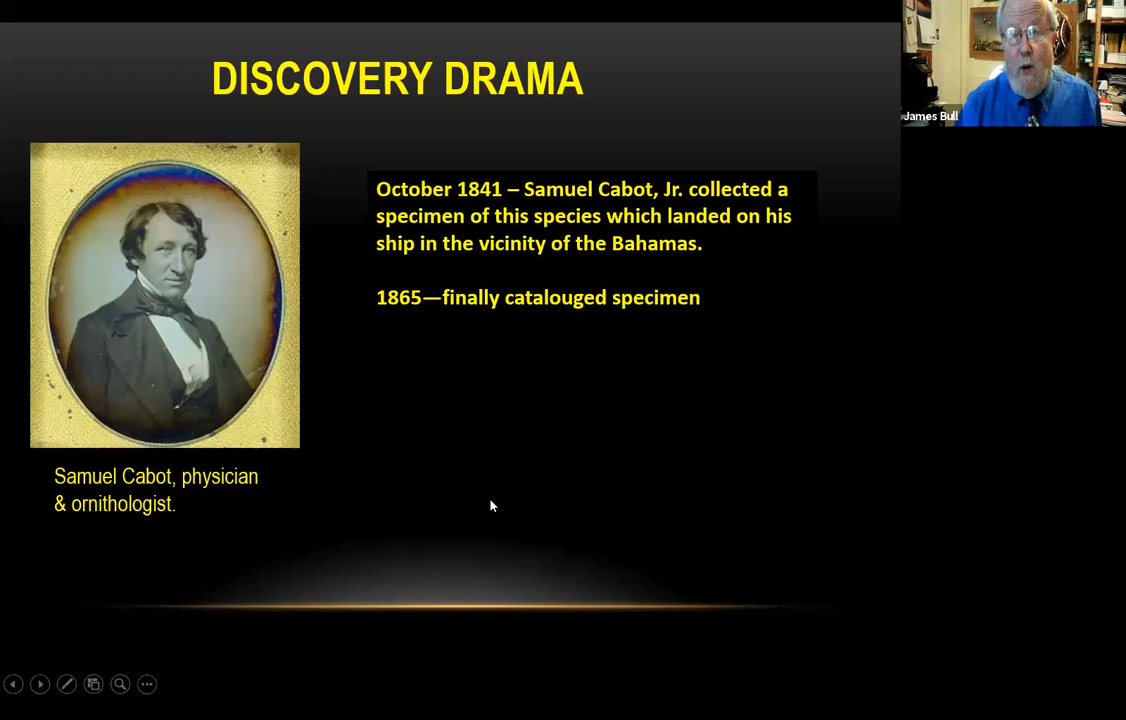 DISCOVERY DRAMA
James Bull
October 1841 – Samuel Cabot, Jr. collected a
specimen of this species which landed on his
ship in the vicinity of the Bahamas.
1865—finally catalouged specimen
Samuel Cabot, physician
& ornithologist.